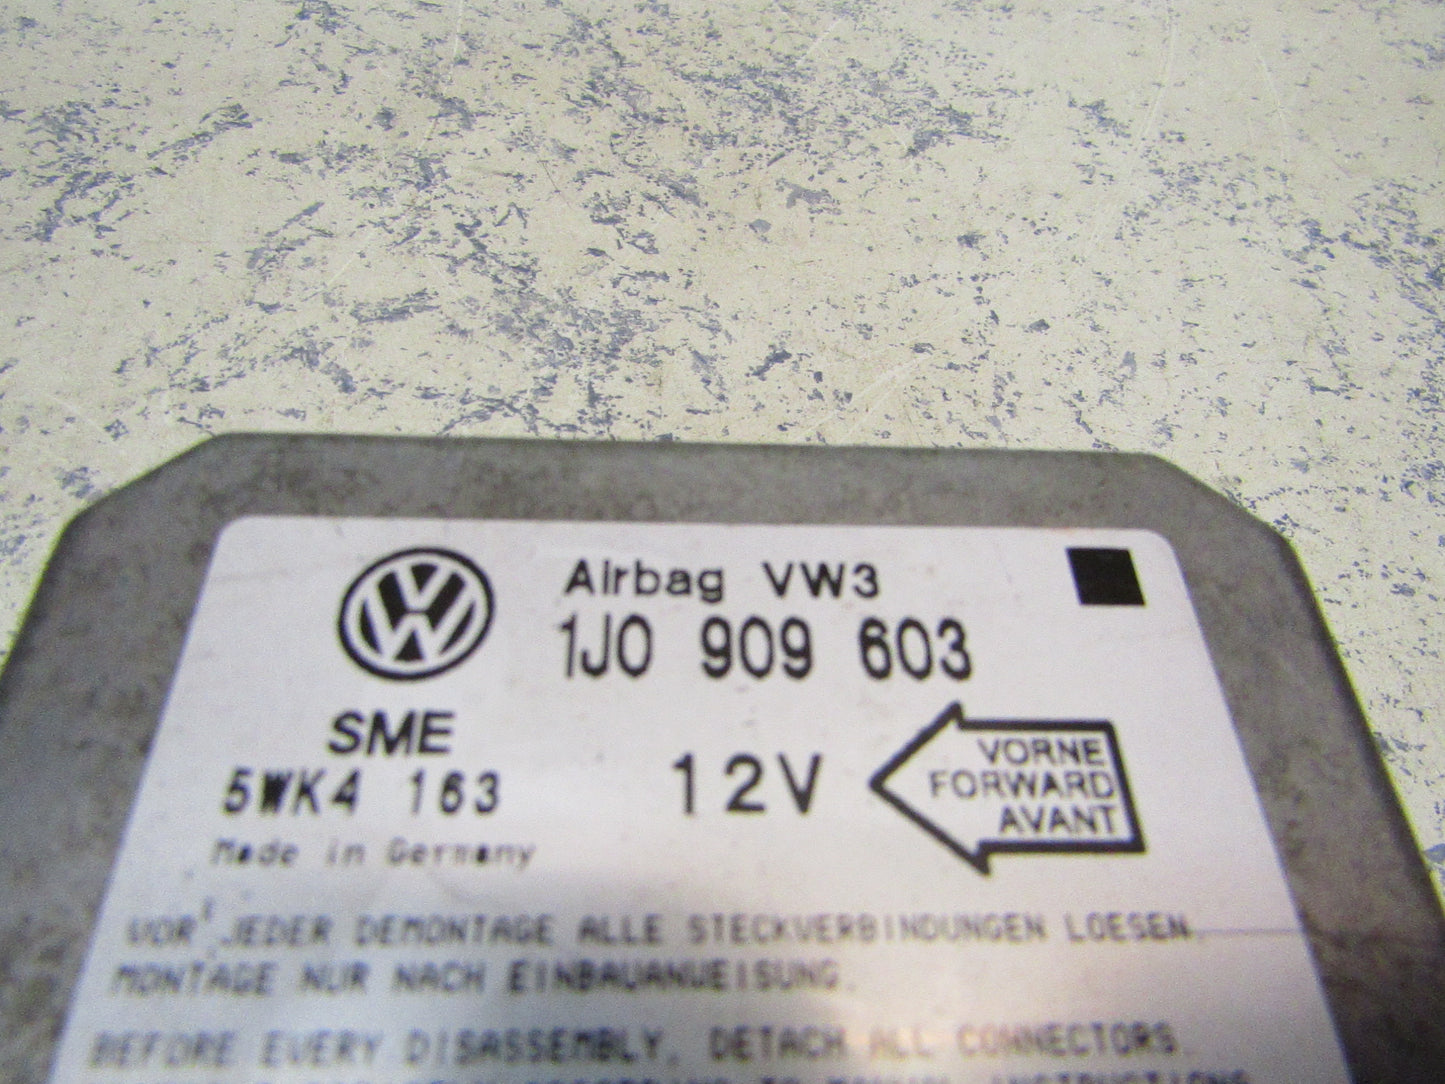 Airbag VW3
1J0 909 603
SME
5WK4 163
12V
VORNE
FORWARD
AVANT
Made in Germany
VOR JEDER DEMONTAGE ALLE STECKVERBINDUNGEN LOESEN.
MONTAGE NUR NACH EINBAUANWEISUNG.
BEFORE EVERY DISASSEMBLY, DETACH ALL CONNECTORS.